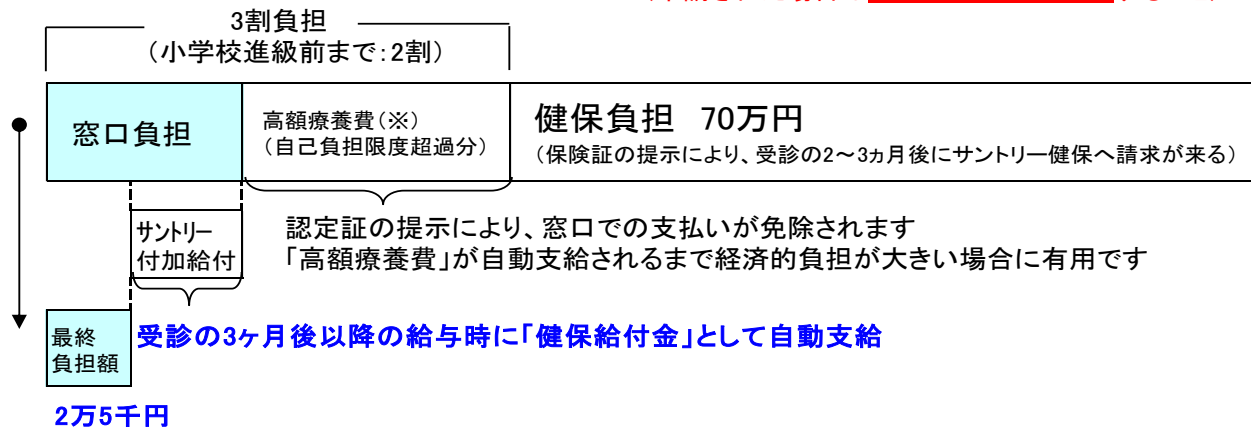 3割負担
(小学校進級前まで:2割)
窓口負担
高額療養費(※)
(自己負担限度超過分)
健保負担 70万円
(保険証の提示により、受診の2~3ヵ月後にサントリー健保へ請求が来る)
サントリー
付加給付
認定証の提示により、窓口での支払いが免除されます
「高額療養費」が自動支給されるまで経済的負担が大きい場合に有用です
最終
負担額
受診の3ヶ月後以降の給与時に「健保給付金」として自動支給
2万5千円